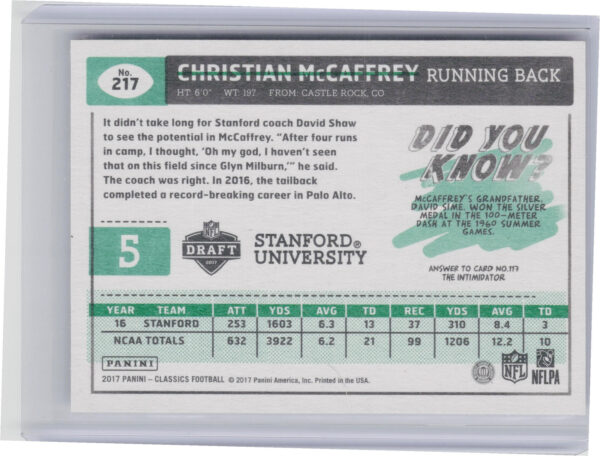 No.
217
CHRISTIAN McCAFFREY RUNNING BACK
HT: 6'0" WT: 197 FROM: CASTLE ROCK, CO
It didn't take long for Stanford coach David Shaw
to see the potential in McCaffrey. "After four runs
in camp, I thought, 'Oh my god, I haven't seen
that on this field since Glyn Milburn,'" he said.
The coach was right. In 2016, the tailback
completed a record-breaking career in Palo Alto.
DID YOU
KNOW?
McCAFFREY'S GRANDFATHER,
DAVID SIME, WON THE SILVER
MEDAL IN THE 100-METER
DASH AT THE 1960 SUMMER
GAMES.
ANSWER TO CARD NO.117
THE INTIMIDATOR
5
NFL
DRAFT
2017
STANFORD®
UNIVERSITY
YEAR TEAM ATT YDS AVG TD REC YDS AVG TD
16 STANFORD 253 1603 6.3 13 37 310 8.4 3
NCAA TOTALS 632 3922 6.2 21 99 1206 12.2 10
PANINI
2017 PANINI - CLASSICS FOOTBALL © 2017 Panini America, Inc. Printed in the USA.
NFL
NFLPA